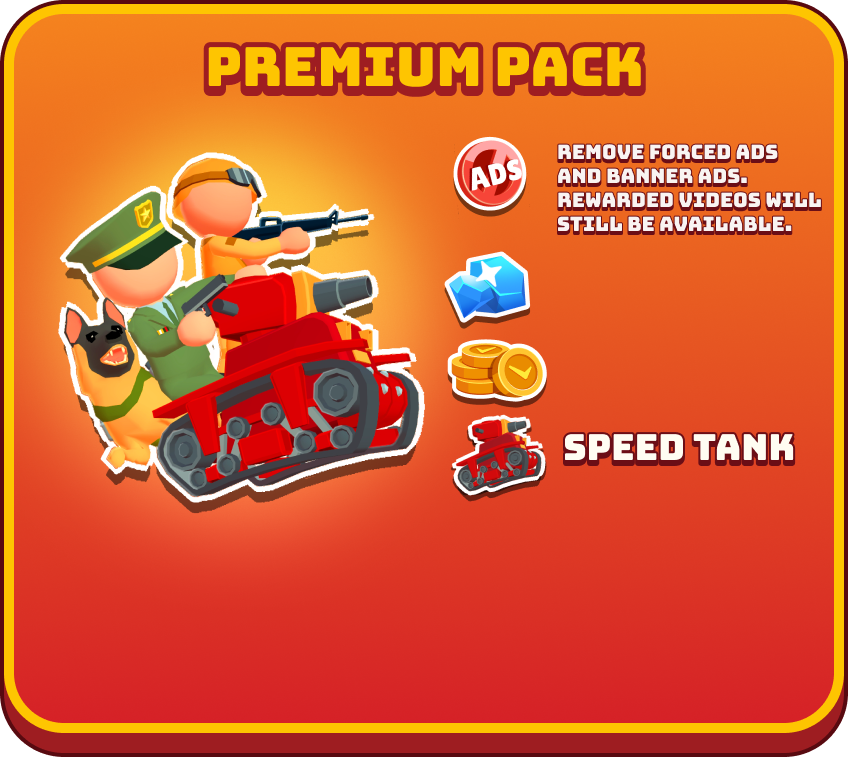 PREMIUM PACK
ADS
REMOVE FORCED ADS
AND BANNER ADS.
REWARDED VIDEOS WILL
STILL BE AVAILABLE.
SPEED TANK